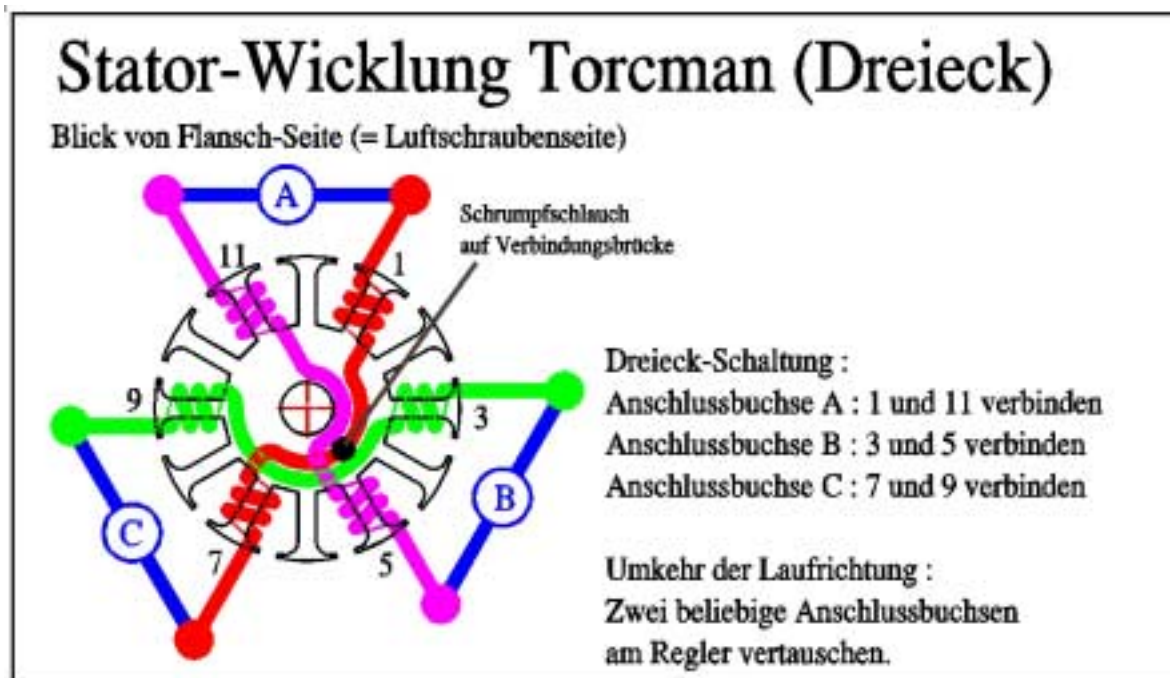 Stator-Wicklung Torcman (Dreieck)
Blick von Flansch-Seite (= Luftschraubenseite)
A
Schrumpfschlauch
auf Verbindungsbrücke
11
1
9
3
B
C
7
5
Dreieck-Schaltung :
Anschlussbuchse A : 1 und 11 verbinden
Anschlussbuchse B : 3 und 5 verbinden
Anschlussbuchse C : 7 und 9 verbinden
Umkehr der Laufrichtung :
Zwei beliebige Anschlussbuchsen
am Regler vertauschen.